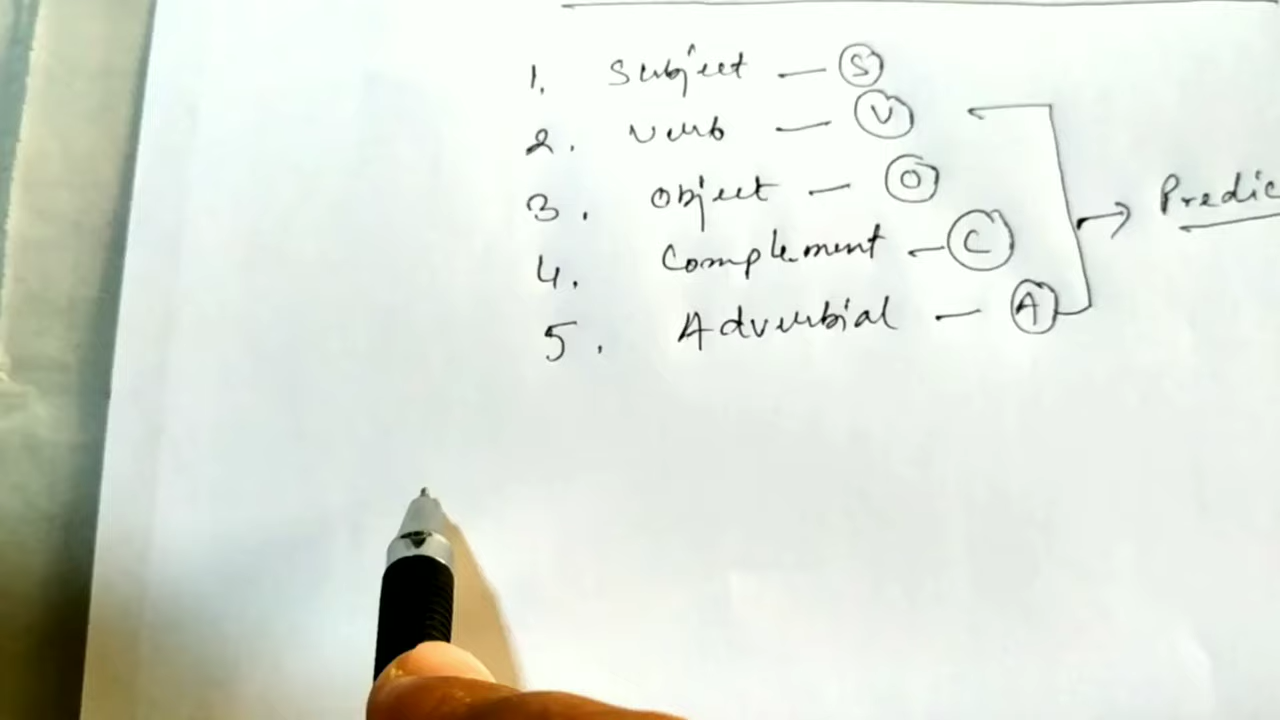 1. Subject — S
2. Verb — V
3. Object — O
4. Complement — C
5. Adverbial — A
→ Predic